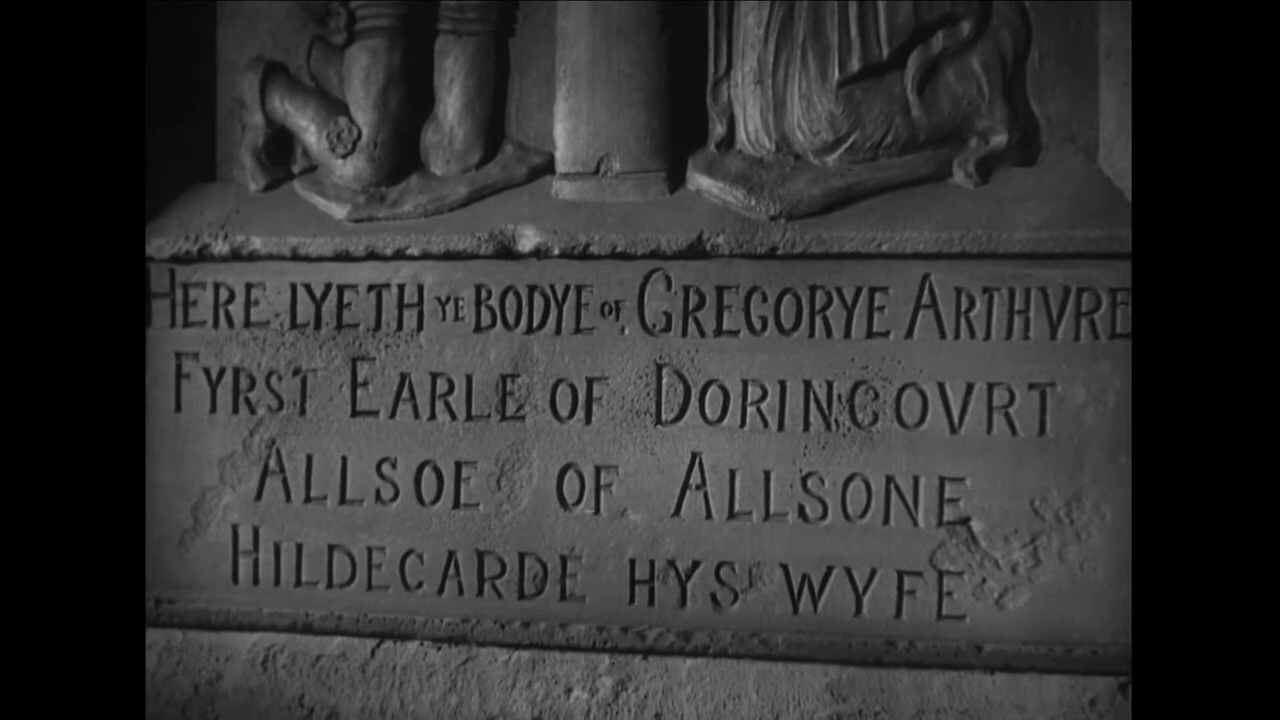 HERE LYETH YE BODYE OF GREGORYE ARTHVRE
FYRST EARLE OF DORINCOVRT
ALLSOE OF ALLSONE
HILDECARDE HYS WYFE